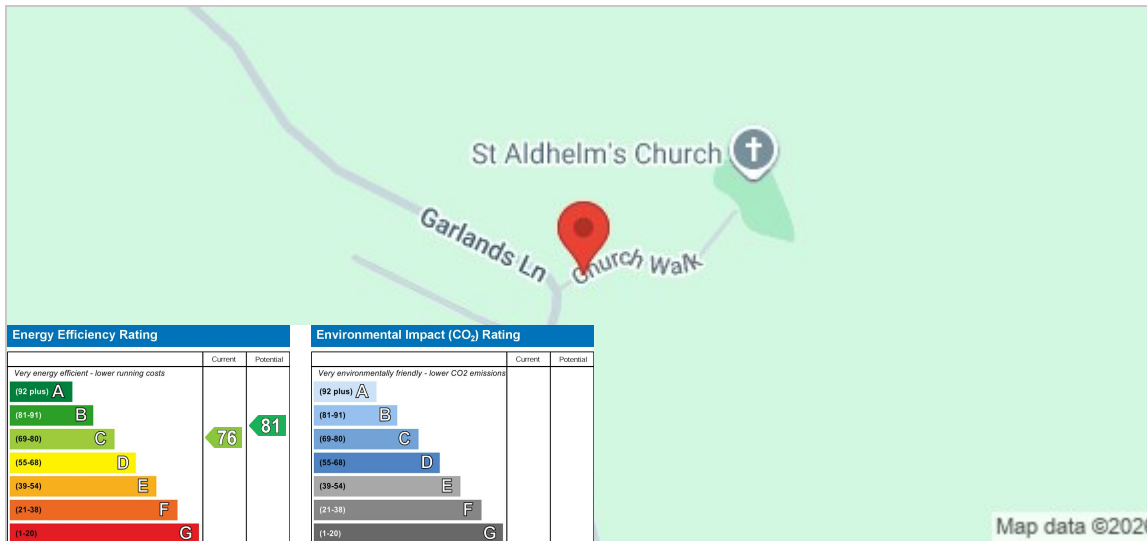 St Aldhelm's Church
Garlands Ln
Church Walk
Energy Efficiency Rating
Current Potential
Very energy efficient - lower running costs
(92 plus) A
(81-91) B
(69-80) C
(55-68) D
(39-54) E
(21-38) F
(1-20) G
76
81
Environmental Impact (CO₂) Rating
Current Potential
Very environmentally friendly - lower CO2 emissions
(92 plus) A
(81-91) B
(69-80) C
(55-68) D
(39-54) E
(21-38) F
(1-20) G
Map data ©2026